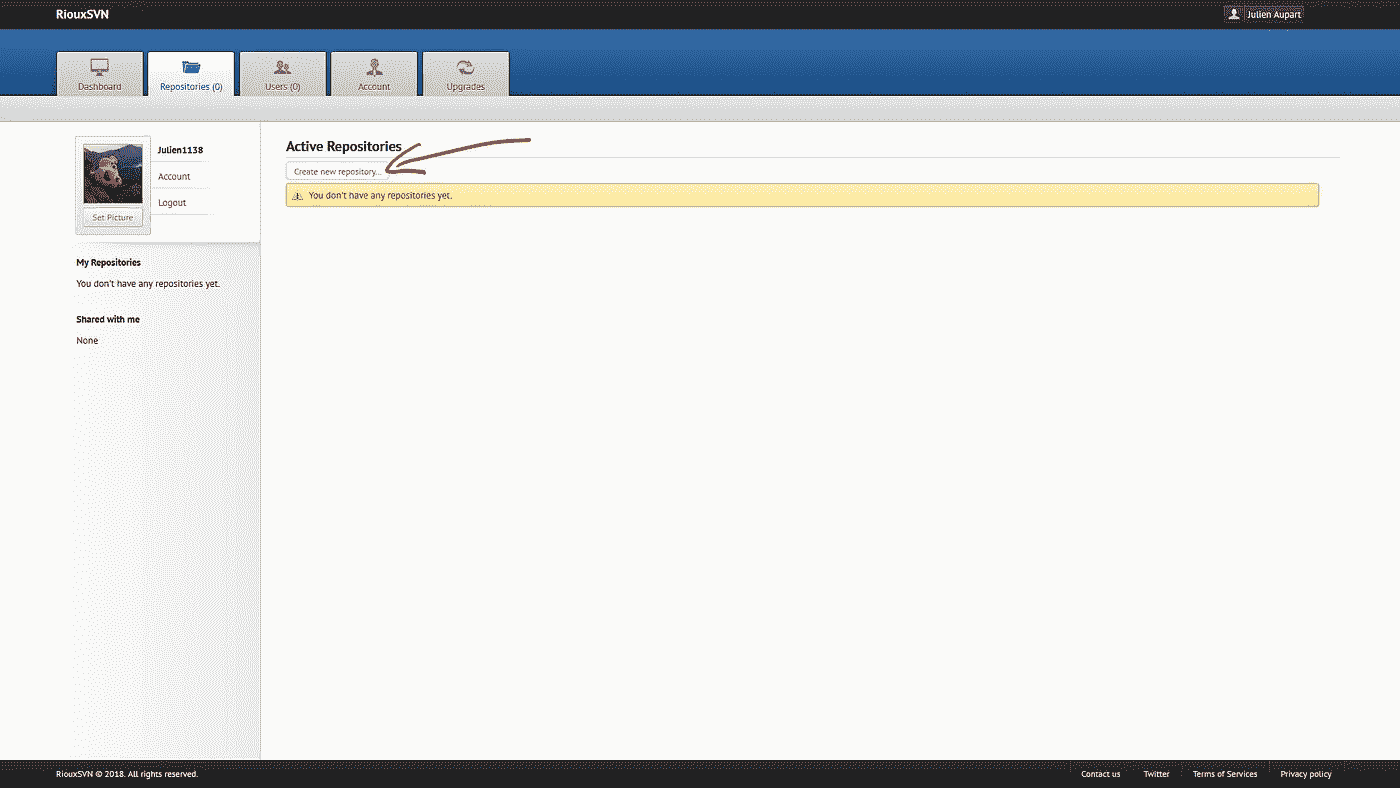 RiouxSVN
Julien Aupart
Dashboard
Repositories (0)
Users (0)
Account
Upgrades
Julien1138
Account
Logout
Set Picture
My Repositories
You don't have any repositories yet.
Shared with me
None
Active Repositories
Create new repository...
You don't have any repositories yet.
RiouxSVN © 2018. All rights reserved.
Contact us
Twitter
Terms of Services
Privacy policy